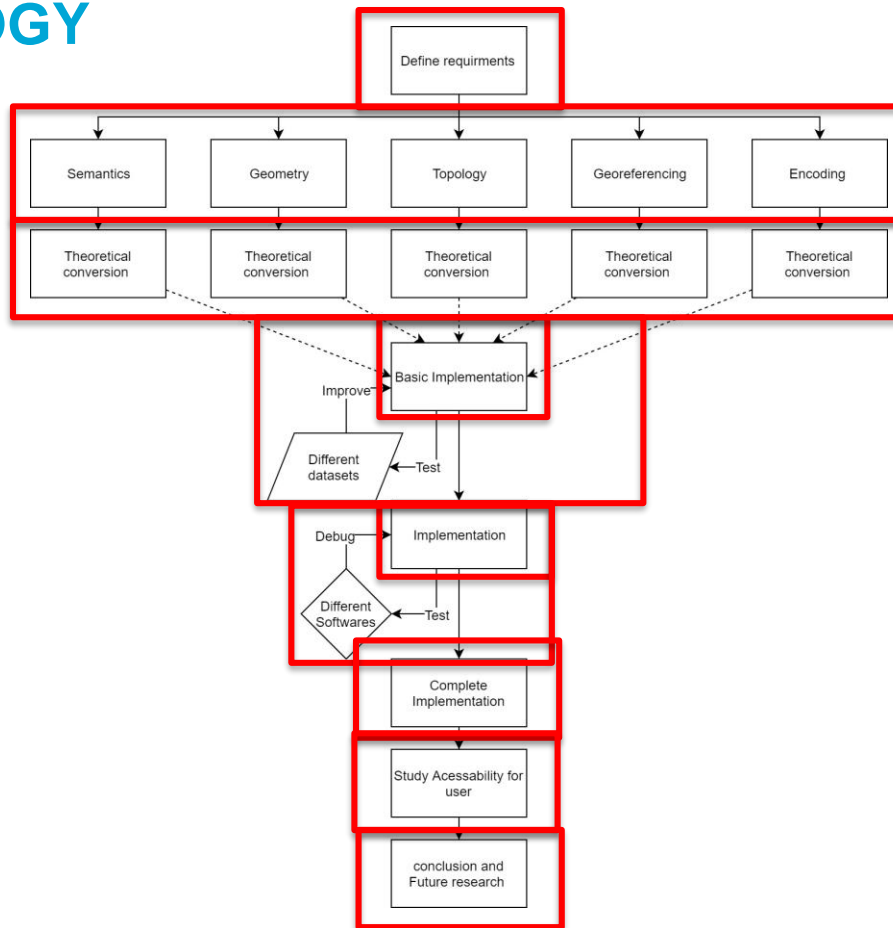 OGY
Define requirments
Semantics
Geometry
Topology
Georeferencing
Encoding
Theoretical
conversion
Theoretical
conversion
Theoretical
conversion
Theoretical
conversion
Theoretical
conversion
Basic Implementation
Improve
Different
datasets
Test
Implementation
Debug
Different
Softwares
Test
Complete
Implementation
Study Acessability for
user
conclusion and
Future research